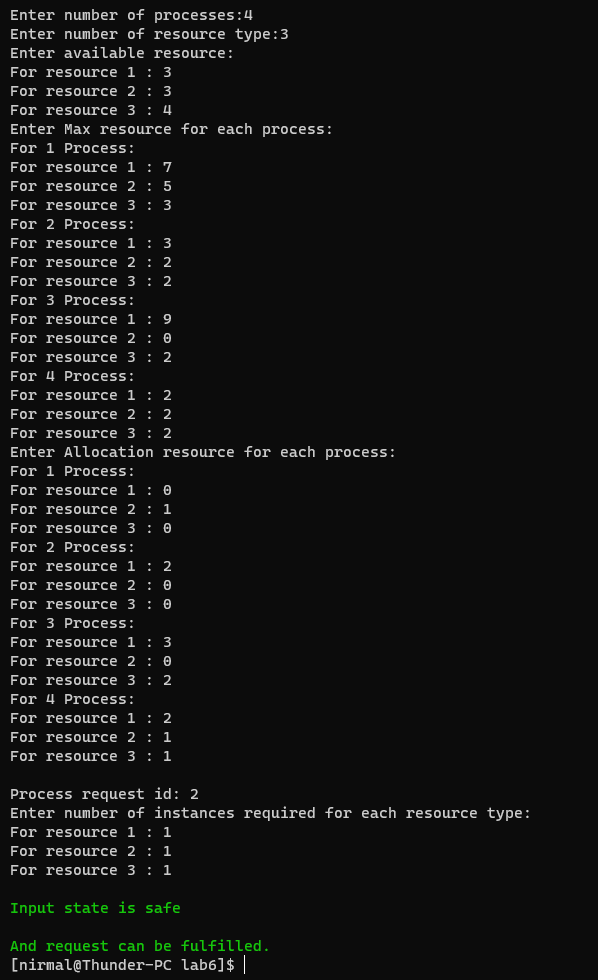 Enter number of processes:4
Enter number of resource type:3
Enter available resource:
For resource 1 : 3
For resource 2 : 3
For resource 3 : 4
Enter Max resource for each process:
For 1 Process:
For resource 1 : 7
For resource 2 : 5
For resource 3 : 3
For 2 Process:
For resource 1 : 3
For resource 2 : 2
For resource 3 : 2
For 3 Process:
For resource 1 : 9
For resource 2 : 0
For resource 3 : 2
For 4 Process:
For resource 1 : 2
For resource 2 : 2
For resource 3 : 2
Enter Allocation resource for each process:
For 1 Process:
For resource 1 : 0
For resource 2 : 1
For resource 3 : 0
For 2 Process:
For resource 1 : 2
For resource 2 : 0
For resource 3 : 0
For 3 Process:
For resource 1 : 3
For resource 2 : 0
For resource 3 : 2
For 4 Process:
For resource 1 : 2
For resource 2 : 1
For resource 3 : 1
Process request id: 2
Enter number of instances required for each resource type:
For resource 1 : 1
For resource 2 : 1
For resource 3 : 1
Input state is safe
And request can be fulfilled.
[nirmal@Thunder-PC lab6]$